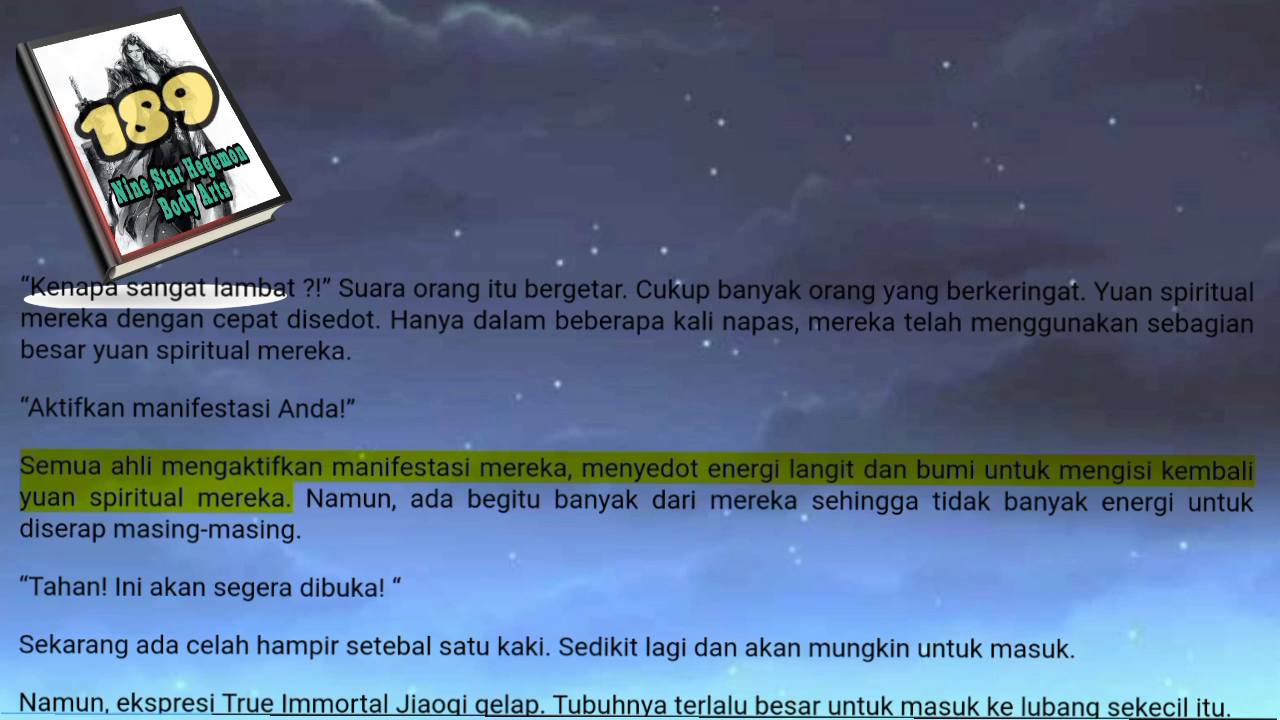 189
Nine Star Hegemon
Body Arts
“Kenapa sangat lambat ?!” Suara orang itu bergetar. Cukup banyak orang yang berkeringat. Yuan spiritual
mereka dengan cepat disedot. Hanya dalam beberapa kali napas, mereka telah menggunakan sebagian
besar yuan spiritual mereka.
“Aktifkan manifestasi Anda!”
Semua ahli mengaktifkan manifestasi mereka, menyedot energi langit dan bumi untuk mengisi kembali
yuan spiritual mereka. Namun, ada begitu banyak dari mereka sehingga tidak banyak energi untuk
diserap masing-masing.
“Tahan! Ini akan segera dibuka! “
Sekarang ada celah hampir setebal satu kaki. Sedikit lagi dan akan mungkin untuk masuk.
Namun, ekspresi True Immortal Jiaoqi gelap. Tubuhnya terlalu besar untuk masuk ke lubang sekecil itu.